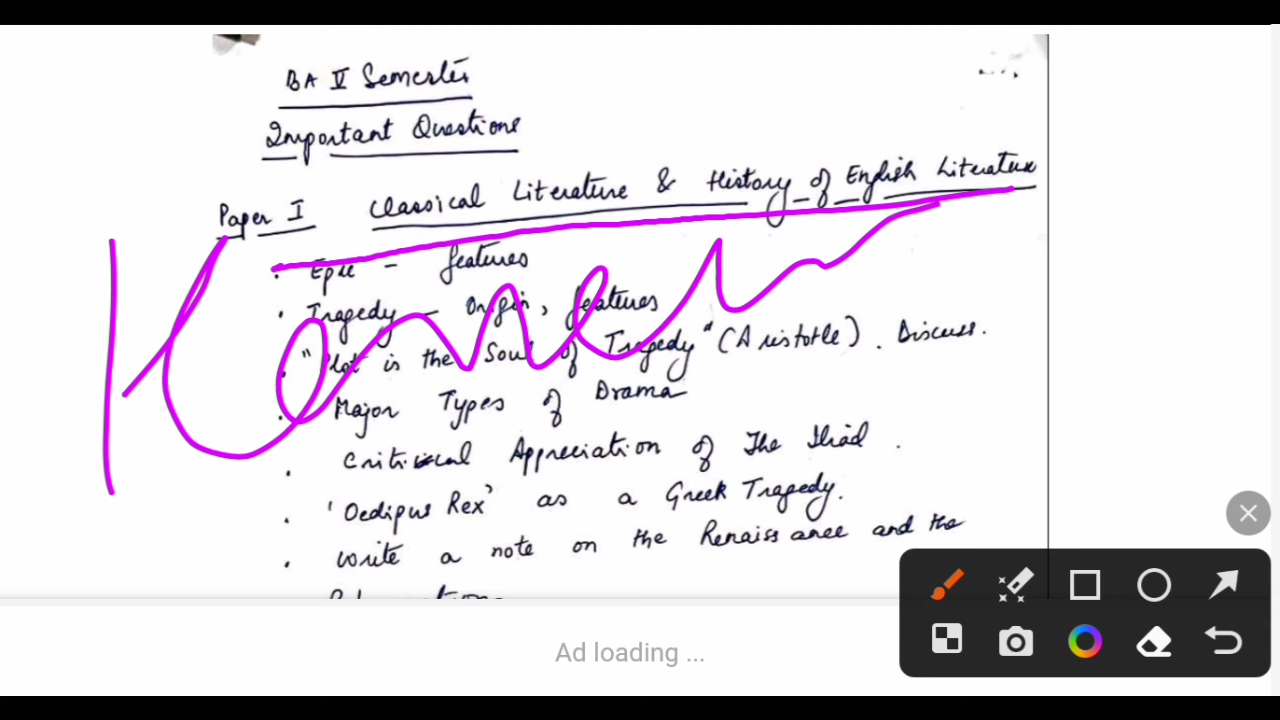 BA V Semester
Important Questions
Paper I Classical Literature & History of English Literature
• Epic - features
• Tragedy - Origin, features
• "Plot is the Soul of Tragedy" (Aristotle). Discuss.
• Major Types of Drama
• Critical Appreciation of The Iliad.
• 'Oedipus Rex' as a Greek Tragedy.
• Write a note on the Renaissance and the
Ad loading ...